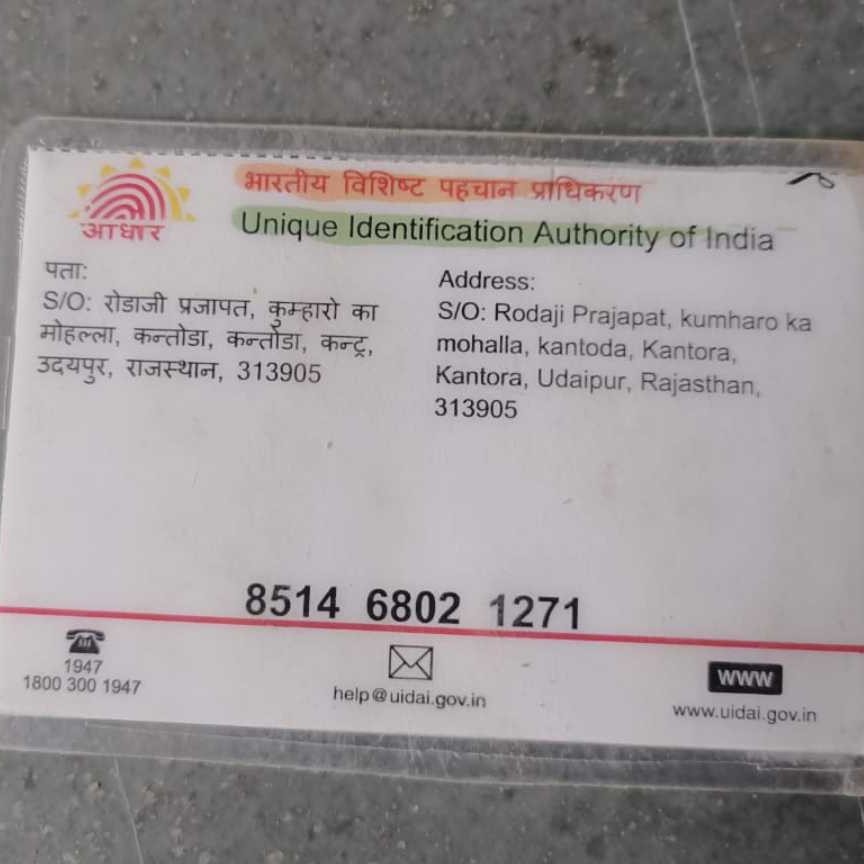 भारतीय विशिष्ट पहचान प्राधिकरण
आधार
Unique Identification Authority of India
पता:
S/O: रोडाजी प्रजापत, कुम्हारो का
मोहल्ला, कन्तोडा, कन्तोडा, कन्ट्र,
उदयपुर, राजस्थान, 313905
Address:
S/O: Rodaji Prajapat, kumharo ka
mohalla, kantoda, Kantora,
Kantora, Udaipur, Rajasthan,
313905
8514 6802 1271
1947
1800 300 1947
help@uidai.gov.in
WWW
www.uidai.gov.in